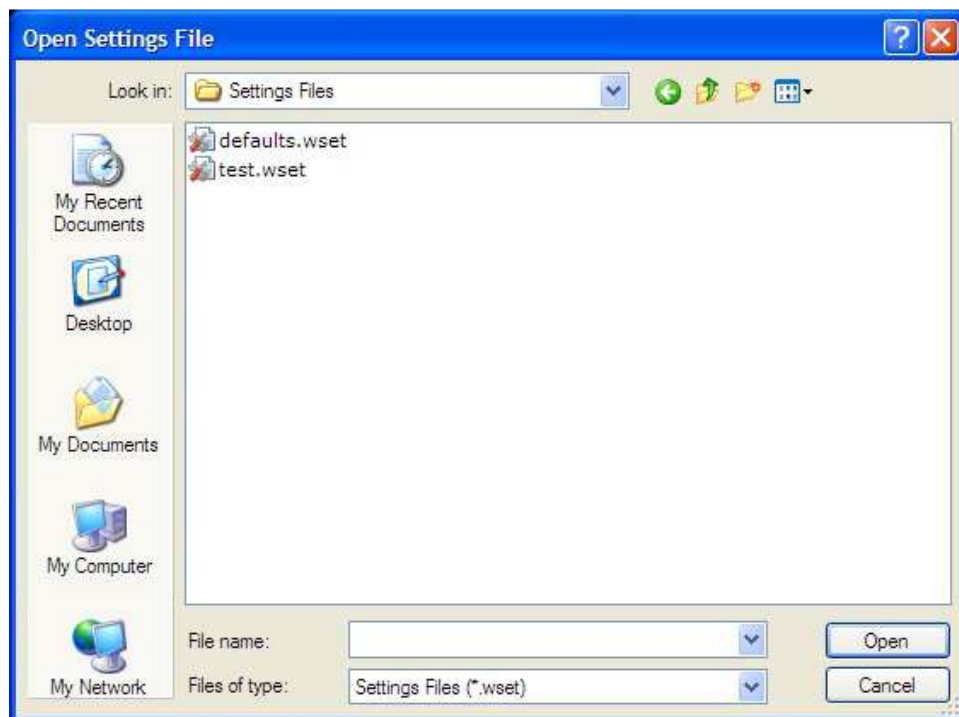 Open Settings File
Look in: Settings Files
defaults.wset
test.wset
My Recent
Documents
Desktop
My Documents
My Computer
My Network
File name:
Open
Files of type: Settings Files (*.wset)
Cancel